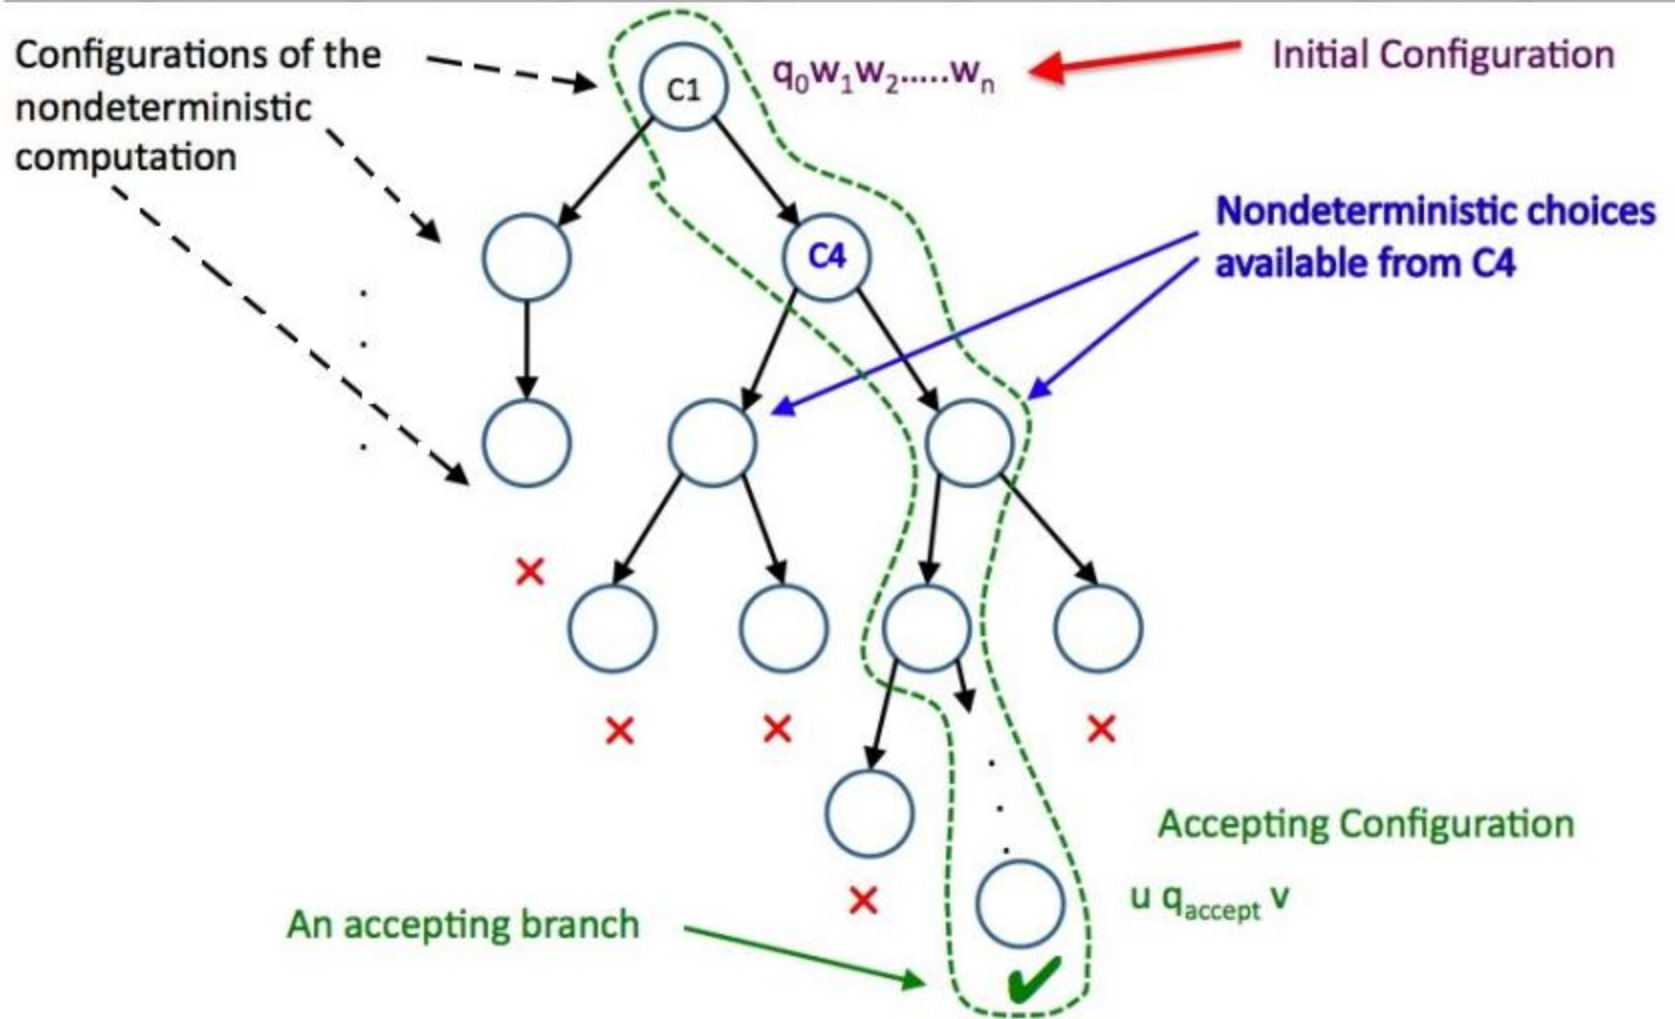 Configurations of the
nondeterministic
computation
C1
q₀w₁w₂.....wₙ
Initial Configuration
C4
Nondeterministic choices
available from C4
Accepting Configuration
u q_accept v
An accepting branch